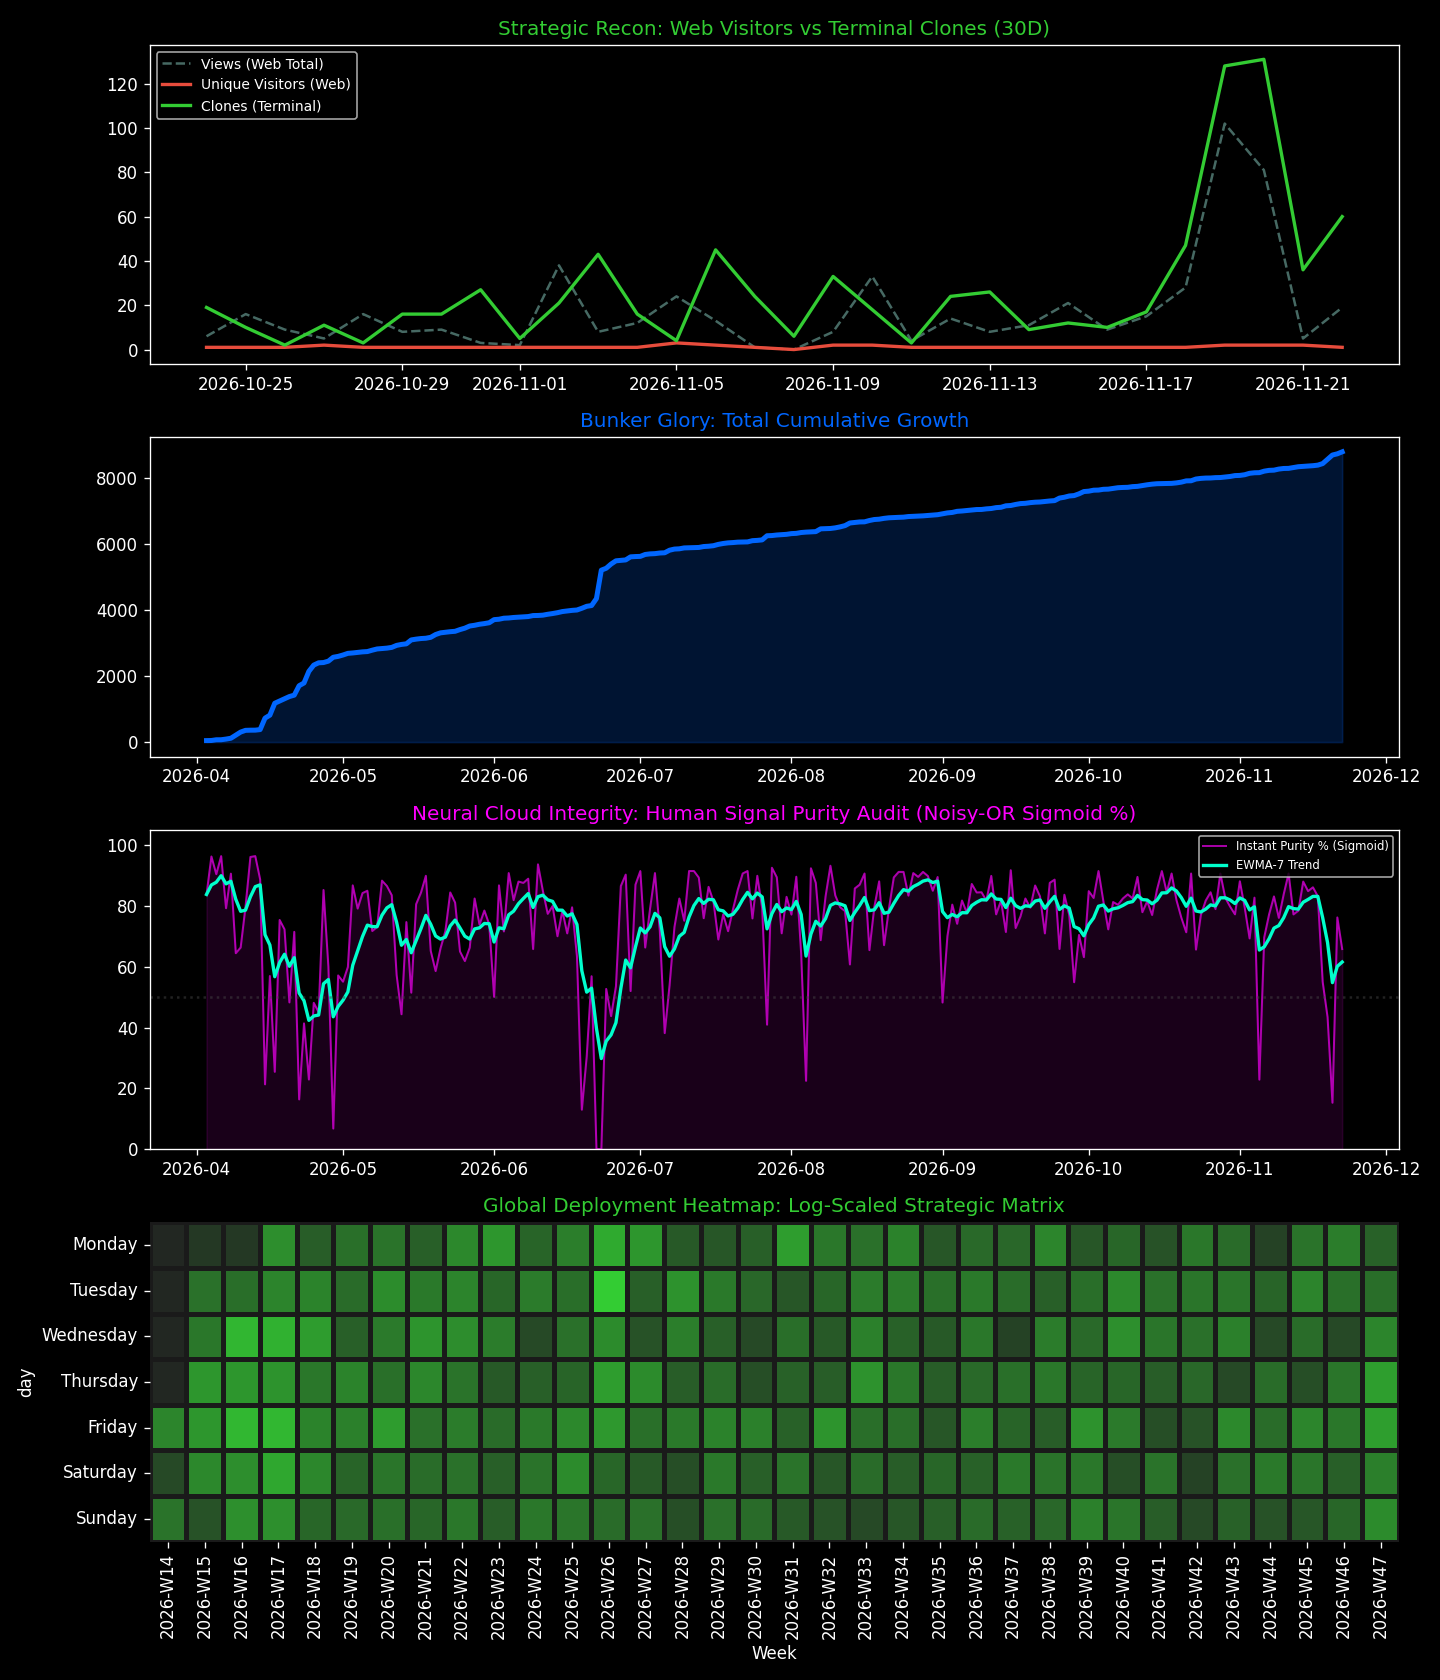 Strategic Recon: Web Visitors vs Terminal Clones (30D)
Views (Web Total)
Unique Visitors (Web)
Clones (Terminal)
120
100
80
60
40
20
0
2026-10-25 2026-10-29 2026-11-01 2026-11-05 2026-11-09 2026-11-13 2026-11-17 2026-11-21
Bunker Glory: Total Cumulative Growth
8000
6000
4000
2000
0
2026-04 2026-05 2026-06 2026-07 2026-08 2026-09 2026-10 2026-11 2026-12
Neural Cloud Integrity: Human Signal Purity Audit (Noisy-OR Sigmoid %)
Instant Purity % (Sigmoid)
EWMA-7 Trend
100
80
60
40
20
0
2026-04 2026-05 2026-06 2026-07 2026-08 2026-09 2026-10 2026-11 2026-12
Global Deployment Heatmap: Log-Scaled Strategic Matrix
day
Monday
Tuesday
Wednesday
Thursday
Friday
Saturday
Sunday
2026-W14 2026-W15 2026-W16 2026-W17 2026-W18 2026-W19 2026-W20 2026-W21 2026-W22 2026-W23 2026-W24 2026-W25 2026-W26 2026-W27 2026-W28 2026-W29 2026-W30 2026-W31 2026-W32 2026-W33 2026-W34 2026-W35 2026-W36 2026-W37 2026-W38 2026-W39 2026-W40 2026-W41 2026-W42 2026-W43 2026-W44 2026-W45 2026-W46 2026-W47
Week